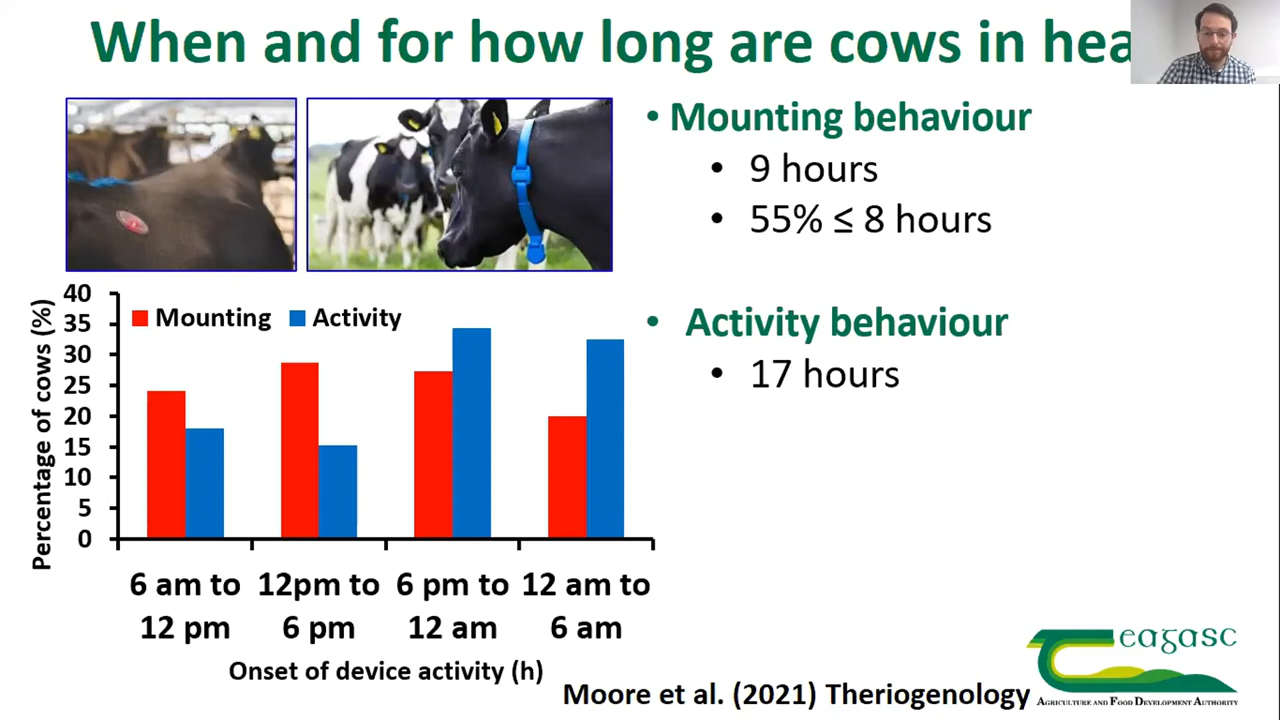 When and for how long are cows in hea
• Mounting behaviour
• 9 hours
• 55% ≤ 8 hours
• Activity behaviour
• 17 hours
Percentage of cows (%)
40
35
30
25
20
15
10
5
0
Mounting Activity
6 am to 12pm to 6 pm to 12 am to
12 pm 6 pm 12 am 6 am
Onset of device activity (h)
Moore et al. (2021) Theriogenology
eagasc
AGRICULTURE AND FOOD DEVELOPMENT AUTHORITY